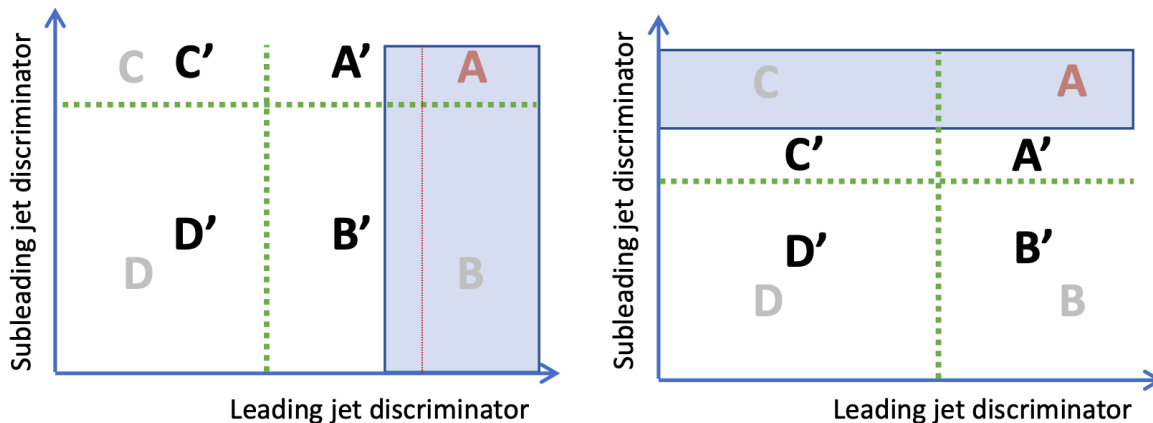 Subleading jet discriminator
C C’ A’ A
D’ B’
D B
Leading jet discriminator
Subleading jet discriminator
C A
C’ A’
D’ B’
D B
Leading jet discriminator